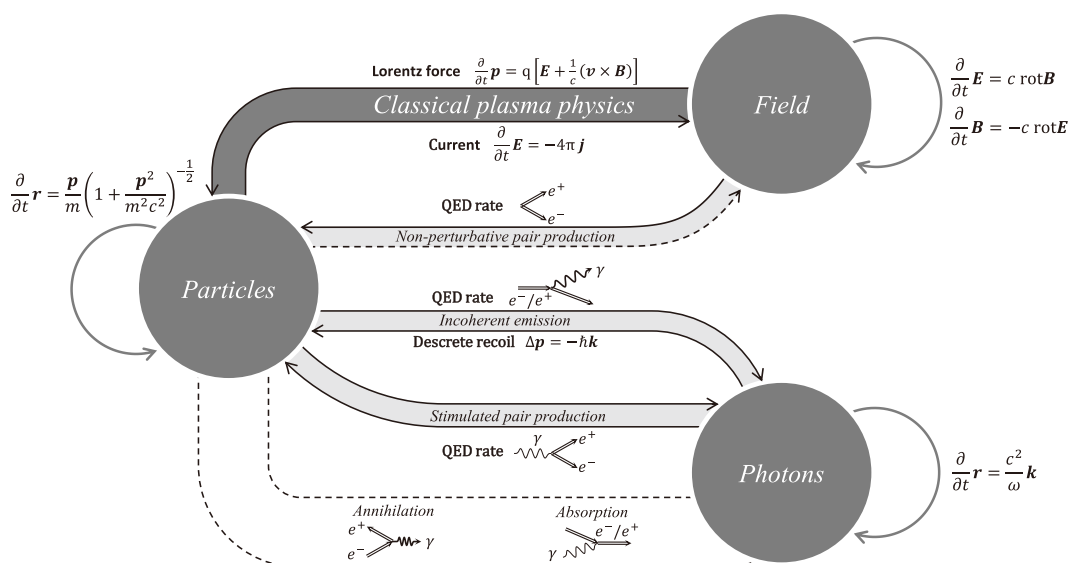 Lorentz force ∂/∂t p = q[E + 1/c (v × B)]
Classical plasma physics
Current ∂/∂t E = −4π j
Field
∂/∂t E = c rotB
∂/∂t B = −c rotE
∂/∂t r = p/m (1 + p²/m²c²)^(−1/2)
QED rate e⁺
e⁻
Non-perturbative pair production
Particles
QED rate e⁻/e⁺ γ
Incoherent emission
Descrete recoil Δp = −ħk
Stimulated pair production
QED rate γ e⁺
e⁻
Photons
∂/∂t r = c²/ω k
Annihilation
e⁺
e⁻ γ
Absorption
e⁻/e⁺
γ